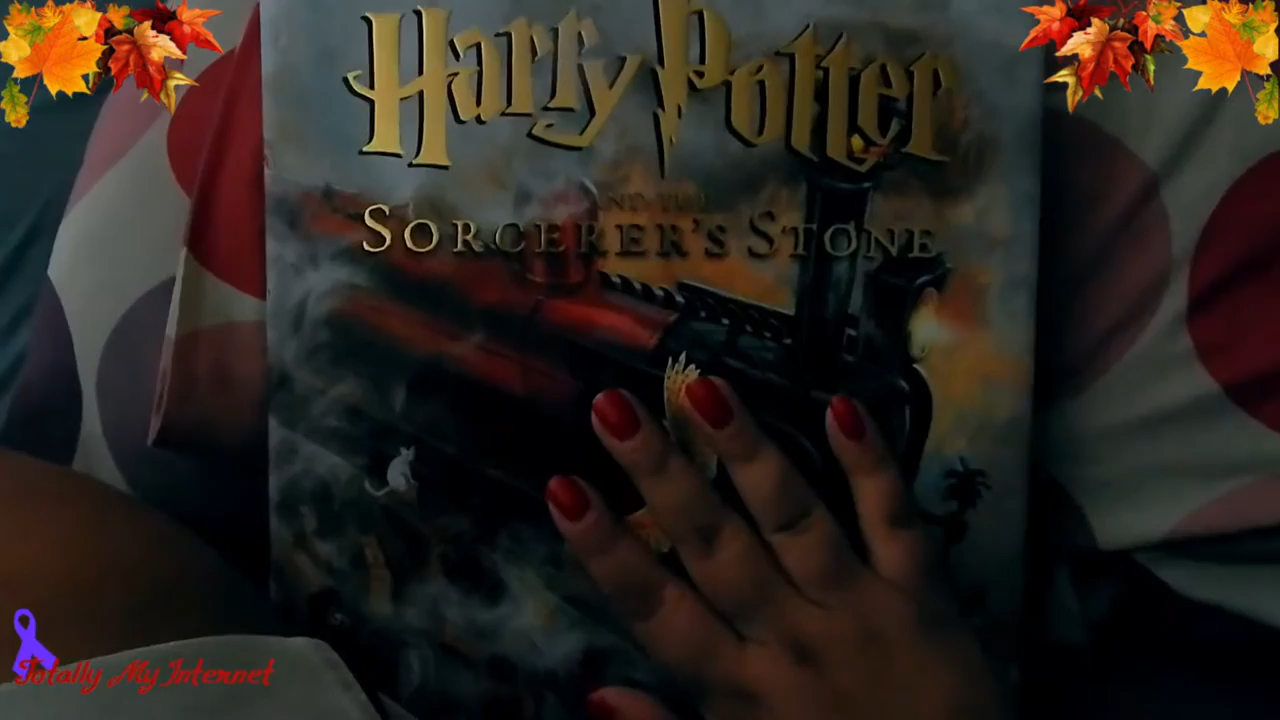 Harry Potter
AND THE
SORCERER'S STONE
Totally My Internet